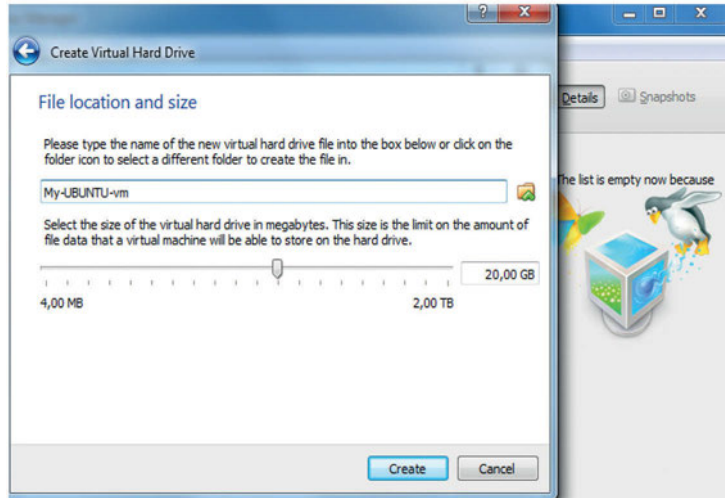 Create Virtual Hard Drive
File location and size
Please type the name of the new virtual hard drive file into the box below or click on the
folder icon to select a different folder to create the file in.
My-UBUNTU-vm
Select the size of the virtual hard drive in megabytes. This size is the limit on the amount of
file data that a virtual machine will be able to store on the hard drive.
20,00 GB
4,00 MB 2,00 TB
Create Cancel
Details Snapshots
The list is empty now because